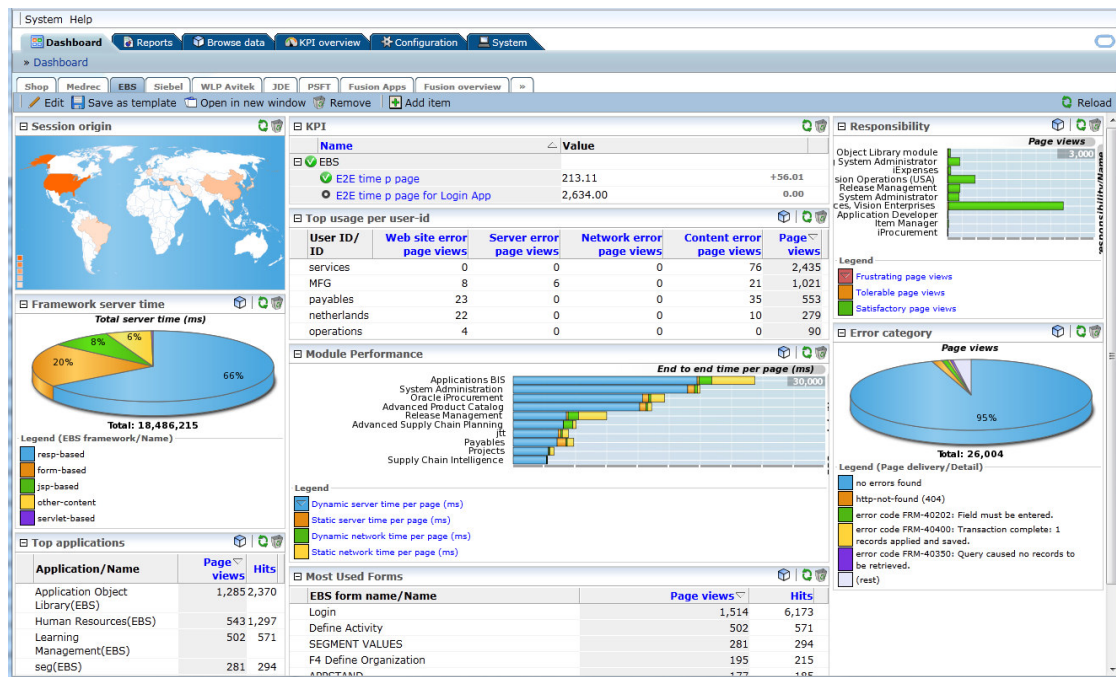 System Help
Dashboard Reports Browse data KPI overview Configuration System
» Dashboard
Shop Medrec EBS Siebel WLP Avitek JDE PSFT Fusion Apps Fusion overview »
Edit Save as template Open in new window Remove Add item Reload
Session origin
Framework server time
Total server time (ms)
6%
8%
20%
66%
Total: 18,486,215
Legend (EBS framework/Name)
resp-based
form-based
jsp-based
other-content
servlet-based
Top applications
Application/Name Page views Hits
Application Object Library(EBS) 1,285 2,370
Human Resources(EBS) 543 1,297
Learning Management(EBS) 502 571
seg(EBS) 281 294
KPI
Name Value
EBS
E2E time p page 213.11 +56.01
E2E time p page for Login App 2,634.00 0.00
Top usage per user-id
User ID/ID Web site error page views Server error page views Network error page views Content error page views Page views
services 0 0 0 76 2,435
MFG 8 6 0 21 1,021
payables 23 0 0 35 553
netherlands 22 0 0 10 279
operations 4 0 0 0 90
Module Performance
End to end time per page (ms)
30,000
Applications BIS
System Administration
Oracle iProcurement
Advanced Product Catalog
Release Management
Advanced Supply Chain Planning
jtt
Payables
Projects
Supply Chain Intelligence
Legend
Dynamic server time per page (ms)
Static server time per page (ms)
Dynamic network time per page (ms)
Static network time per page (ms)
Most Used Forms
EBS form name/Name Page views Hits
Login 1,514 6,173
Define Activity 502 571
SEGMENT VALUES 281 294
F4 Define Organization 195 215
APPSTAND 177 185
Responsibility
Page views
3,000
Object Library module
System Administrator
iExpenses
sion Operations (USA)
Release Management
System Administrator
ces, Vision Enterprises
Application Developer
Item Manager
iProcurement
esponsibility/Name
Legend
Frustrating page views
Tolerable page views
Satisfactory page views
Error category
Page views
95%
Total: 26,004
Legend (Page delivery/Detail)
no errors found
http-not-found (404)
error code FRM-40202: Field must be entered.
error code FRM-40400: Transaction complete: 1
records applied and saved.
error code FRM-40350: Query caused no records to
be retrieved.
(rest)